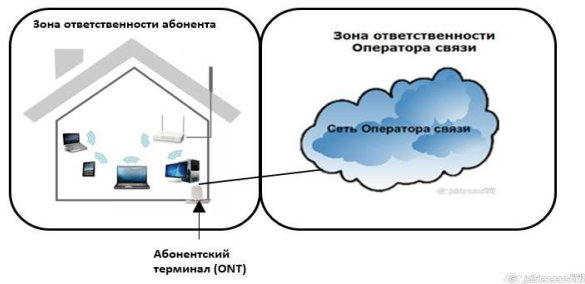 Зона ответственности абонента
Зона ответственности
Оператора связи
Сеть Оператора связи
Абонентский
терминал (ONT)